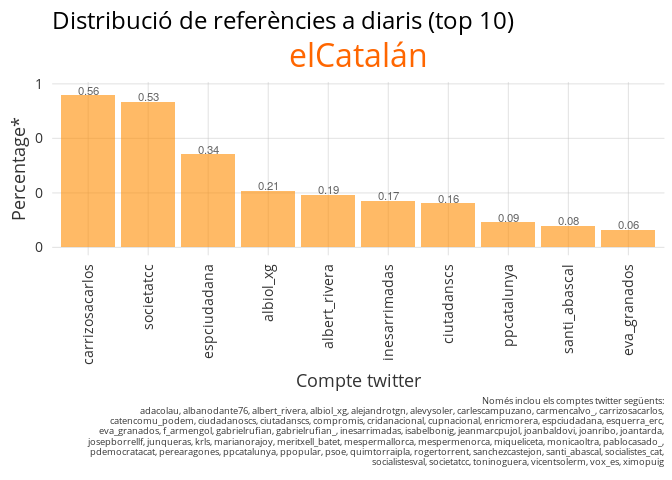 Distribució de referències a diaris (top 10)
elCatalán
Percentage*
1
0
0
0
0.56
0.53
0.34
0.21
0.19
0.17
0.16
0.09
0.08
0.06
carrizosacarlos
societatcc
espciudadana
albiol_xg
albert_rivera
inesarrimadas
ciutadanscs
ppcatalunya
santi_abascal
eva_granados
Compte twitter
Només inclou els comptes twitter següents:
adacolau, albanodante76, albert_rivera, albiol_xg, alejandrotgn, alevysoler, carlescampuzano, carmencalvo_, carrizosacarlos,
catencomu_podem, ciudadanoscs, ciutadanscs, compromis, cridanacional, cupnacional, enricmorera, espciudadana, esquerra_erc,
eva_granados, f_armengol, gabrielrufian, gabrielrufian_, inesarrimadas, isabelbonig, jeanmarcpujol, joanbaldovi, joanribo, joantarda,
josepborrellf, junqueras, krls, marianorajoy, meritxell_batet, mespermallorca, mespermenorca, miqueliceta, monicaoltra, pablocasado_,
pdemocratacat, perearagones, ppcatalunya, ppopular, psoe, quimtorraipla, rogertorrent, sanchezcastejon, santi_abascal, socialistes_cat,
socialistesval, societatcc, toninoguera, vicentsolerm, vox_es, ximopuig